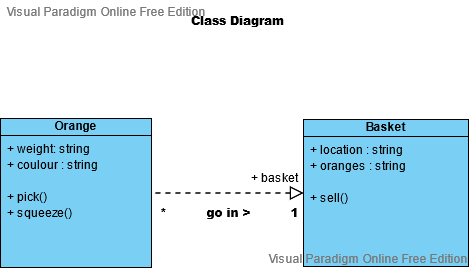 Visual Paradigm Online Free Edition
Class Diagram
Orange
+ weight: string
+ coulour : string
+ pick()
+ squeeze()
+ basket
*
go in >
1
Basket
+ location : string
+ oranges : string
+ sell()
Visual Paradigm Online Free Edition